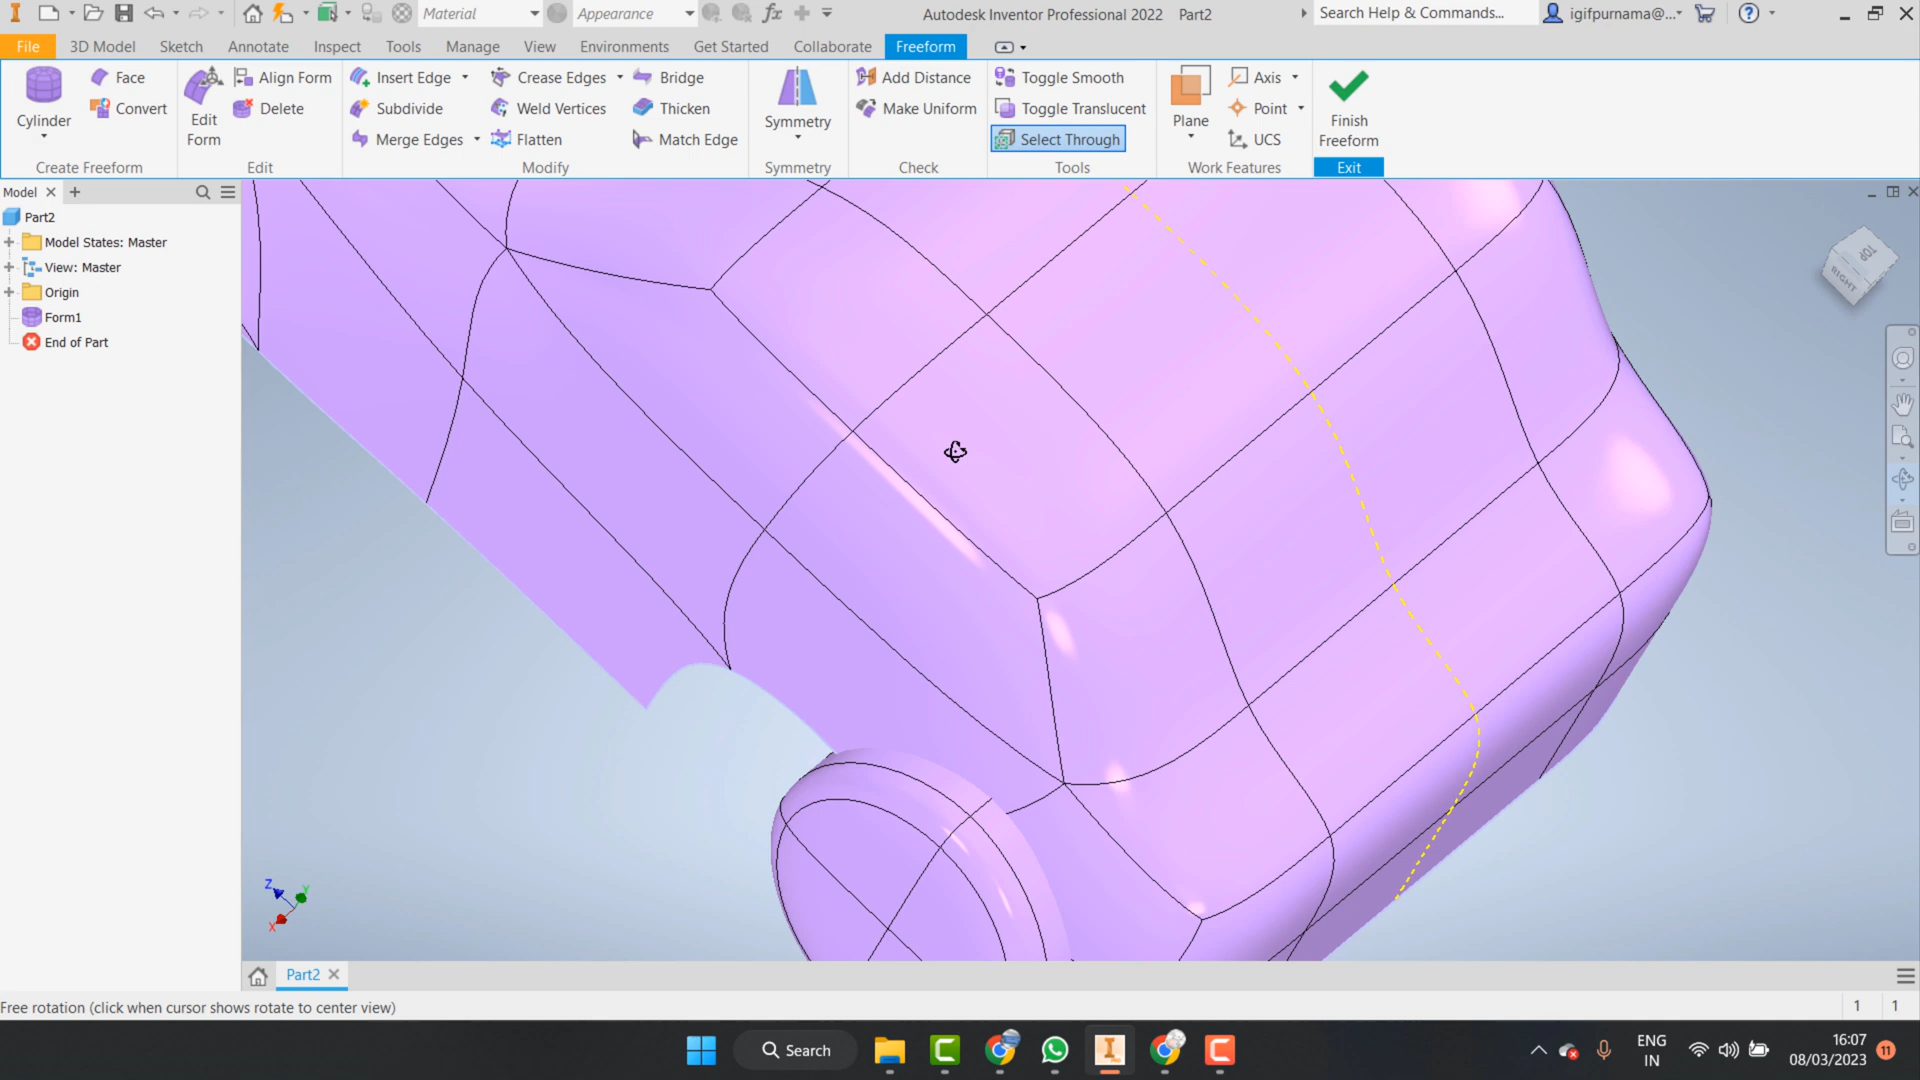 Material
Appearance
fx
Autodesk Inventor Professional 2022 Part2
Search Help & Commands...
igifpurnama@...
File
3D Model
Sketch
Annotate
Inspect
Tools
Manage
View
Environments
Get Started
Collaborate
Freeform
Cylinder
Face
Convert
Create Freeform
Edit Form
Align Form
Delete
Edit
Insert Edge
Subdivide
Merge Edges
Crease Edges
Weld Vertices
Flatten
Bridge
Thicken
Match Edge
Modify
Symmetry
Symmetry
Add Distance
Make Uniform
Check
Toggle Smooth
Toggle Translucent
Select Through
Tools
Plane
Axis
Point
UCS
Work Features
Finish Freeform
Exit
Model
Part2
Model States: Master
View: Master
Origin
Form1
End of Part
TOP
RIGHT
Z
Y
X
Part2
Free rotation (click when cursor shows rotate to center view)
1 1
Search
ENG
IN
16:07
08/03/2023
11